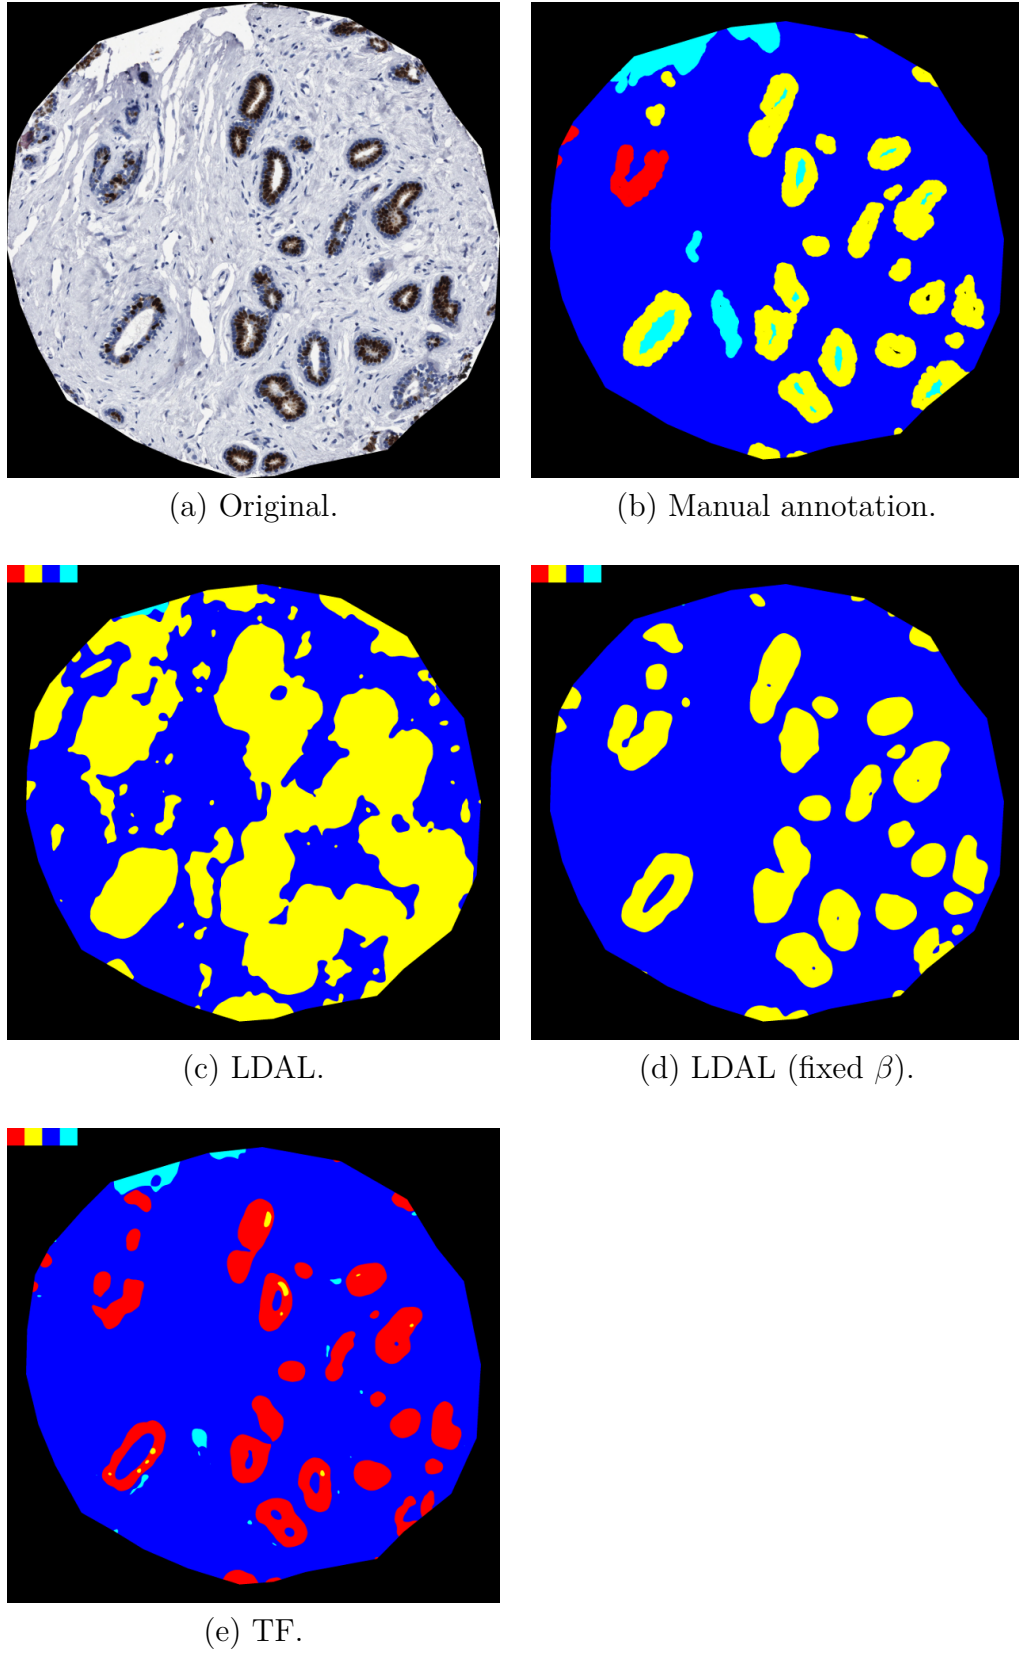 (a) Original.
(b) Manual annotation.
(c) LDAL.
(d) LDAL (fixed β).
(e) TF.